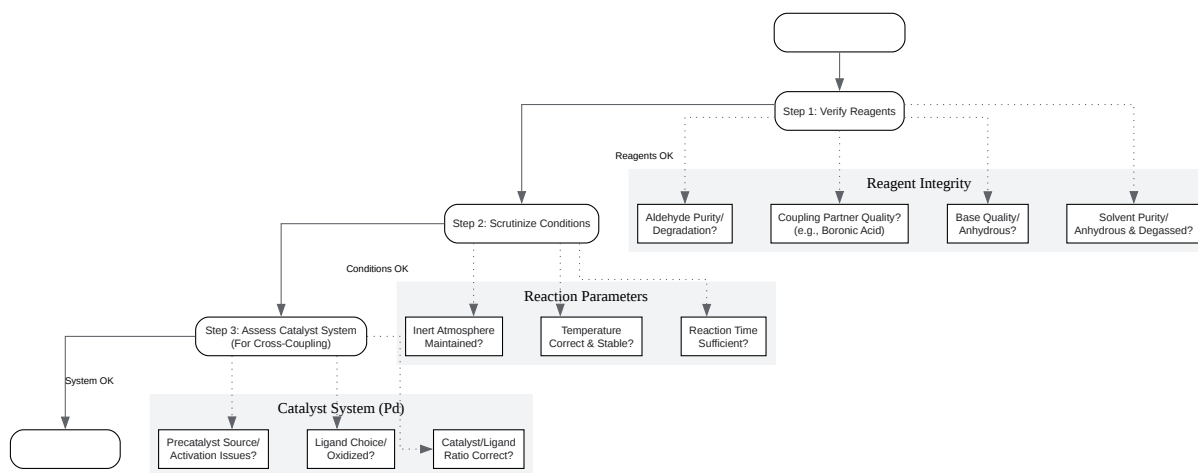 Step 1: Verify Reagents
Reagents OK
Reagent Integrity
Aldehyde Purity/
Degradation?
Coupling Partner Quality?
(e.g., Boronic Acid)
Base Quality/
Anhydrous?
Solvent Purity/
Anhydrous & Degassed?
Step 2: Scrutinize Conditions
Conditions OK
Reaction Parameters
Inert Atmosphere
Maintained?
Temperature
Correct & Stable?
Reaction Time
Sufficient?
Step 3: Assess Catalyst System
(For Cross-Coupling)
System OK
Catalyst System (Pd)
Precatalyst Source/
Activation Issues?
Ligand Choice/
Oxidized?
Catalyst/Ligand
Ratio Correct?